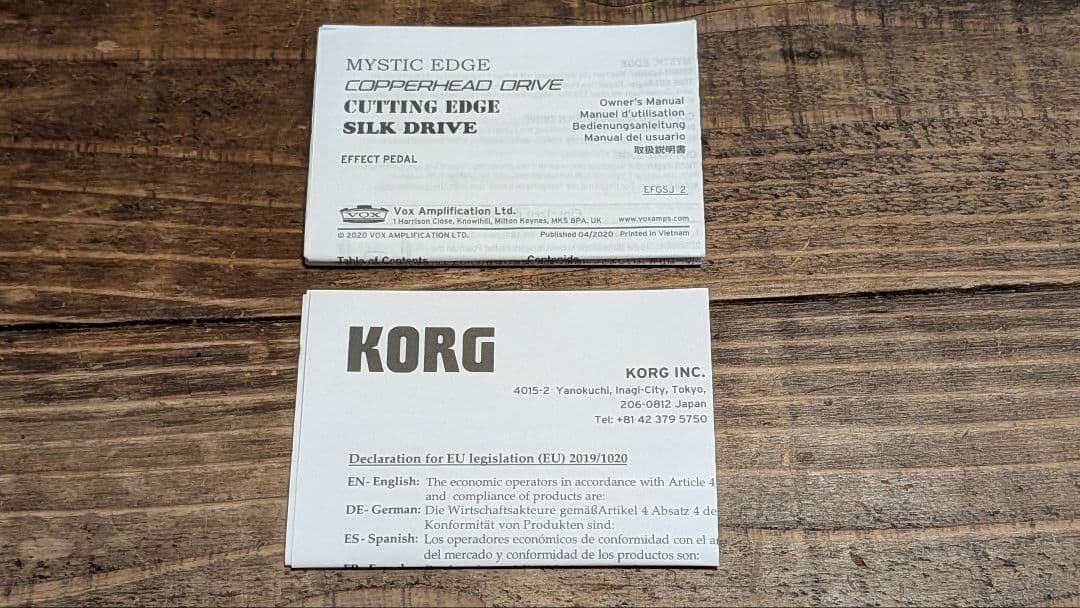 MYSTIC EDGE
COPPERHEAD DRIVE
CUTTING EDGE
SILK DRIVE
EFFECT PEDAL
Owner's Manual
Manuel d'utilisation
Bedienungsanleitung
Manual del usuario
取扱説明書
EFGSJ 2
VOX
Vox Amplification Ltd.
1 Harrison Close, Knowlhill, Milton Keynes, MK5 8PA. UK www.voxamps.com
© 2020 VOX AMPLIFICATION LTD. Published 04/2020 Printed in Vietnam
Table of Contents Contenido
KORG
KORG INC.
4015-2 Yanokuchi, Inagi-City, Tokyo,
206-0812 Japan
Tel: +81 42 379 5750
Declaration for EU legislation (EU) 2019/1020
EN- English: The economic operators in accordance with Article 4
and compliance of products are:
DE- German: Die Wirtschaftsakteure gemäßArtikel 4 Absatz 4 de
Konformität von Produkten sind:
ES- Spanish: Los operadores económicos de conformidad con el a
del mercado y conformidad de los productos son: